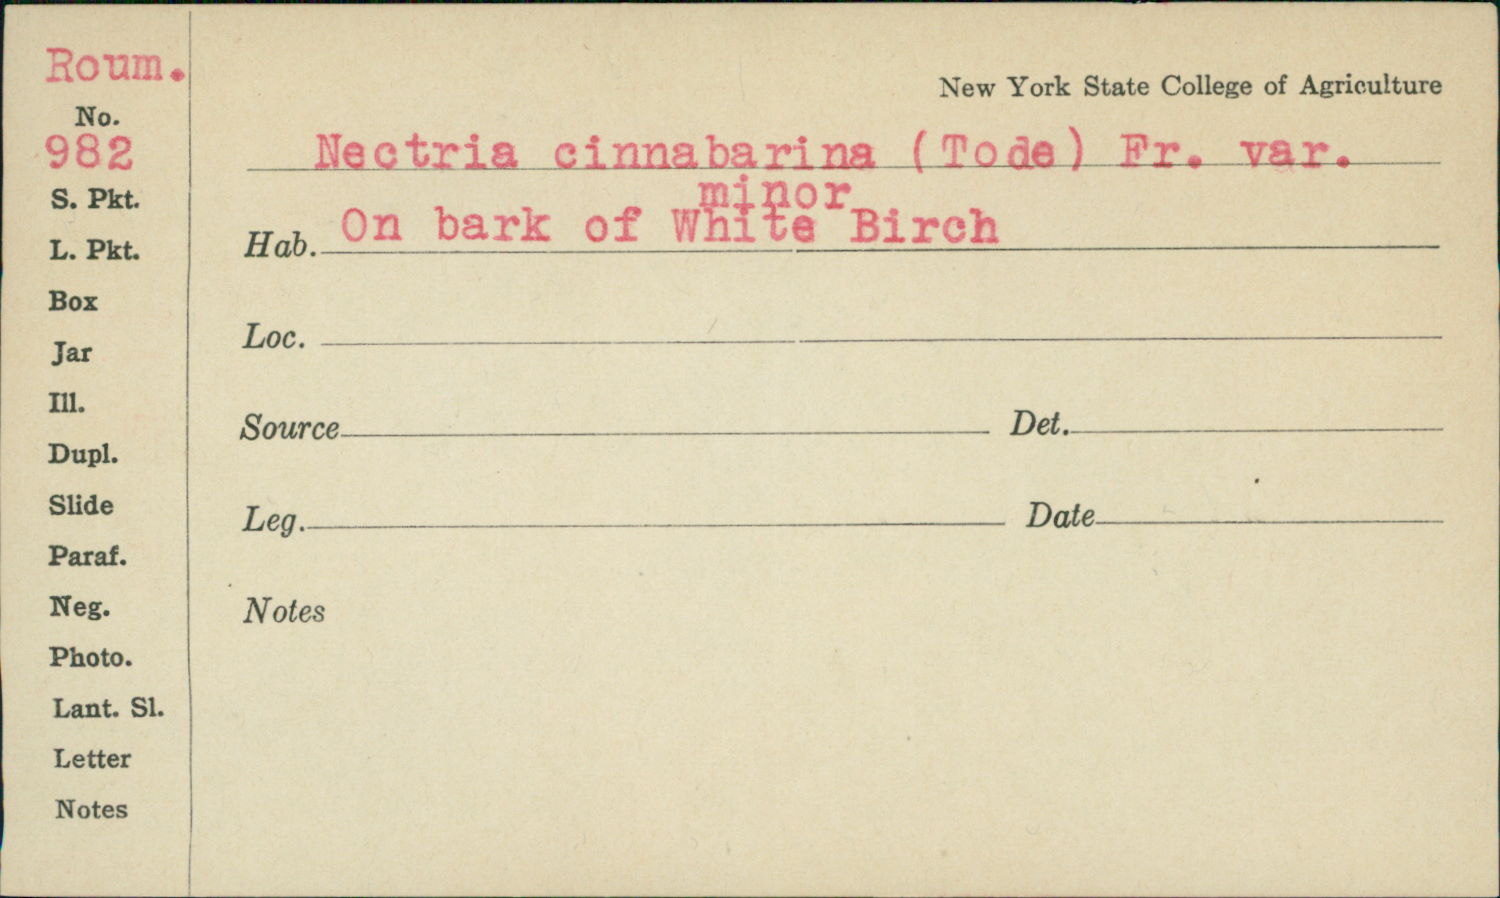 Roum.
No.
982
S. Pkt.
L. Pkt.
Box
Jar
Ill.
Dupl.
Slide
Paraf.
Neg.
Photo.
Lant. Sl.
Letter
Notes
New York State College of Agriculture
Nectria cinnabarina (Tode) Fr. var.
minor
Hab. On bark of White Birch
Loc.
Source Det.
Leg. Date
Notes